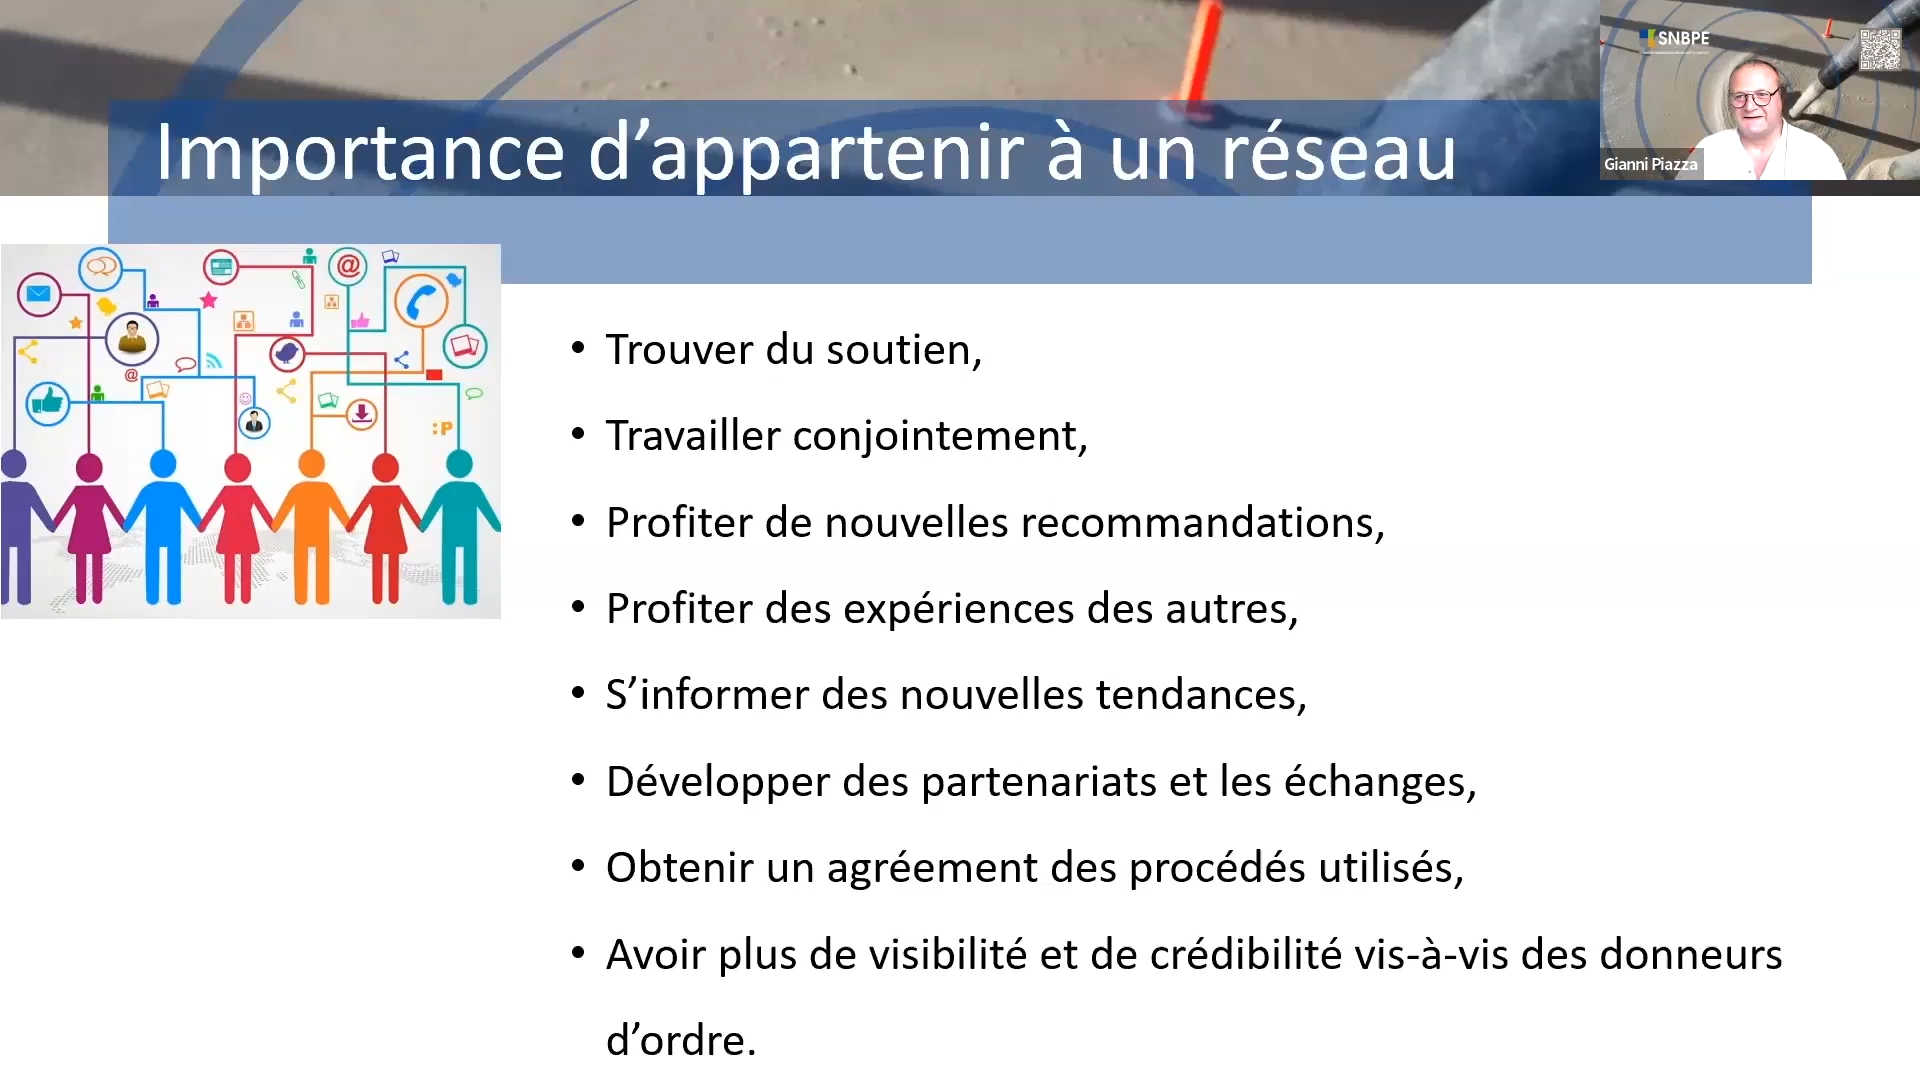 SNBPE
Importance d’appartenir à un réseau
Gianni Piazza
@
@
:P
• Trouver du soutien,
• Travailler conjointement,
• Profiter de nouvelles recommandations,
• Profiter des expériences des autres,
• S’informer des nouvelles tendances,
• Développer des partenariats et les échanges,
• Obtenir un agréement des procédés utilisés,
• Avoir plus de visibilité et de crédibilité vis-à-vis des donneurs
d’ordre.